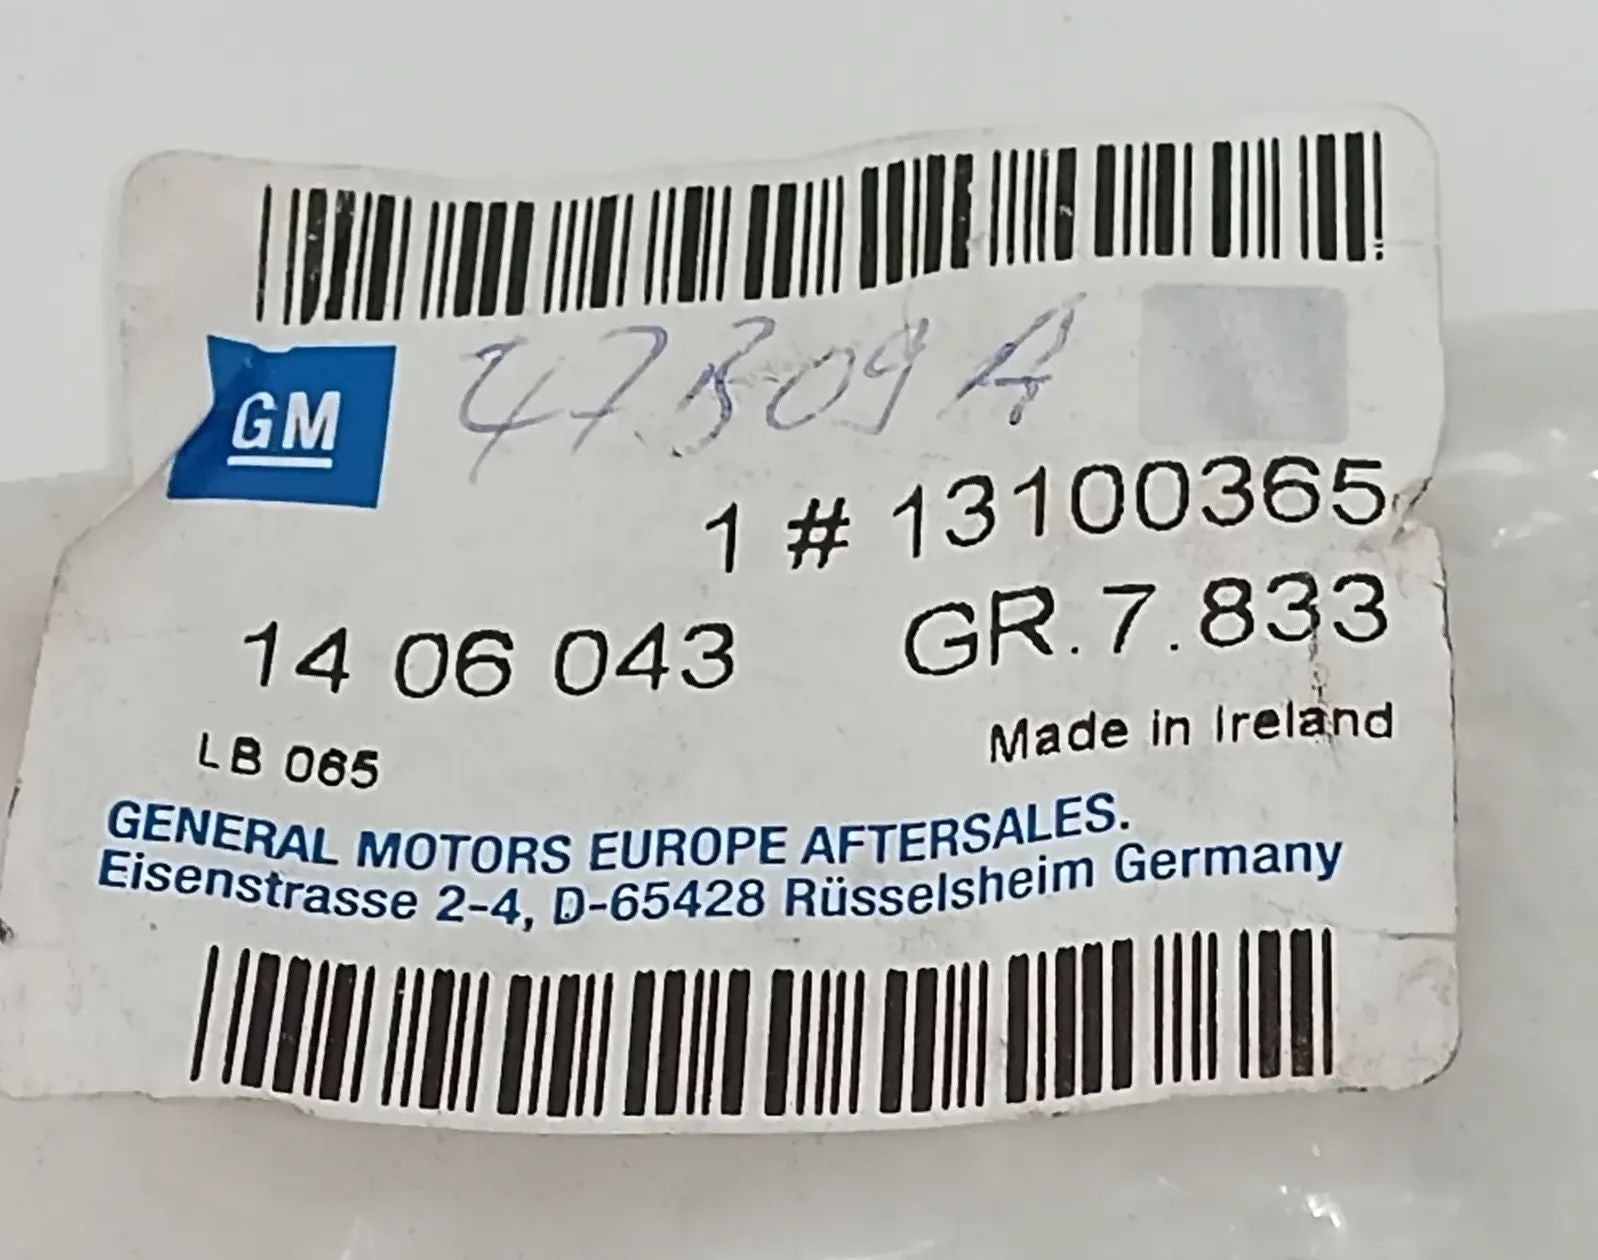 GM
47B09A
1 # 13100365
14 06 043 GR.7.833
LB 065 Made in Ireland
GENERAL MOTORS EUROPE AFTERSALES.
Eisenstrasse 2-4, D-65428 Rüsselsheim Germany